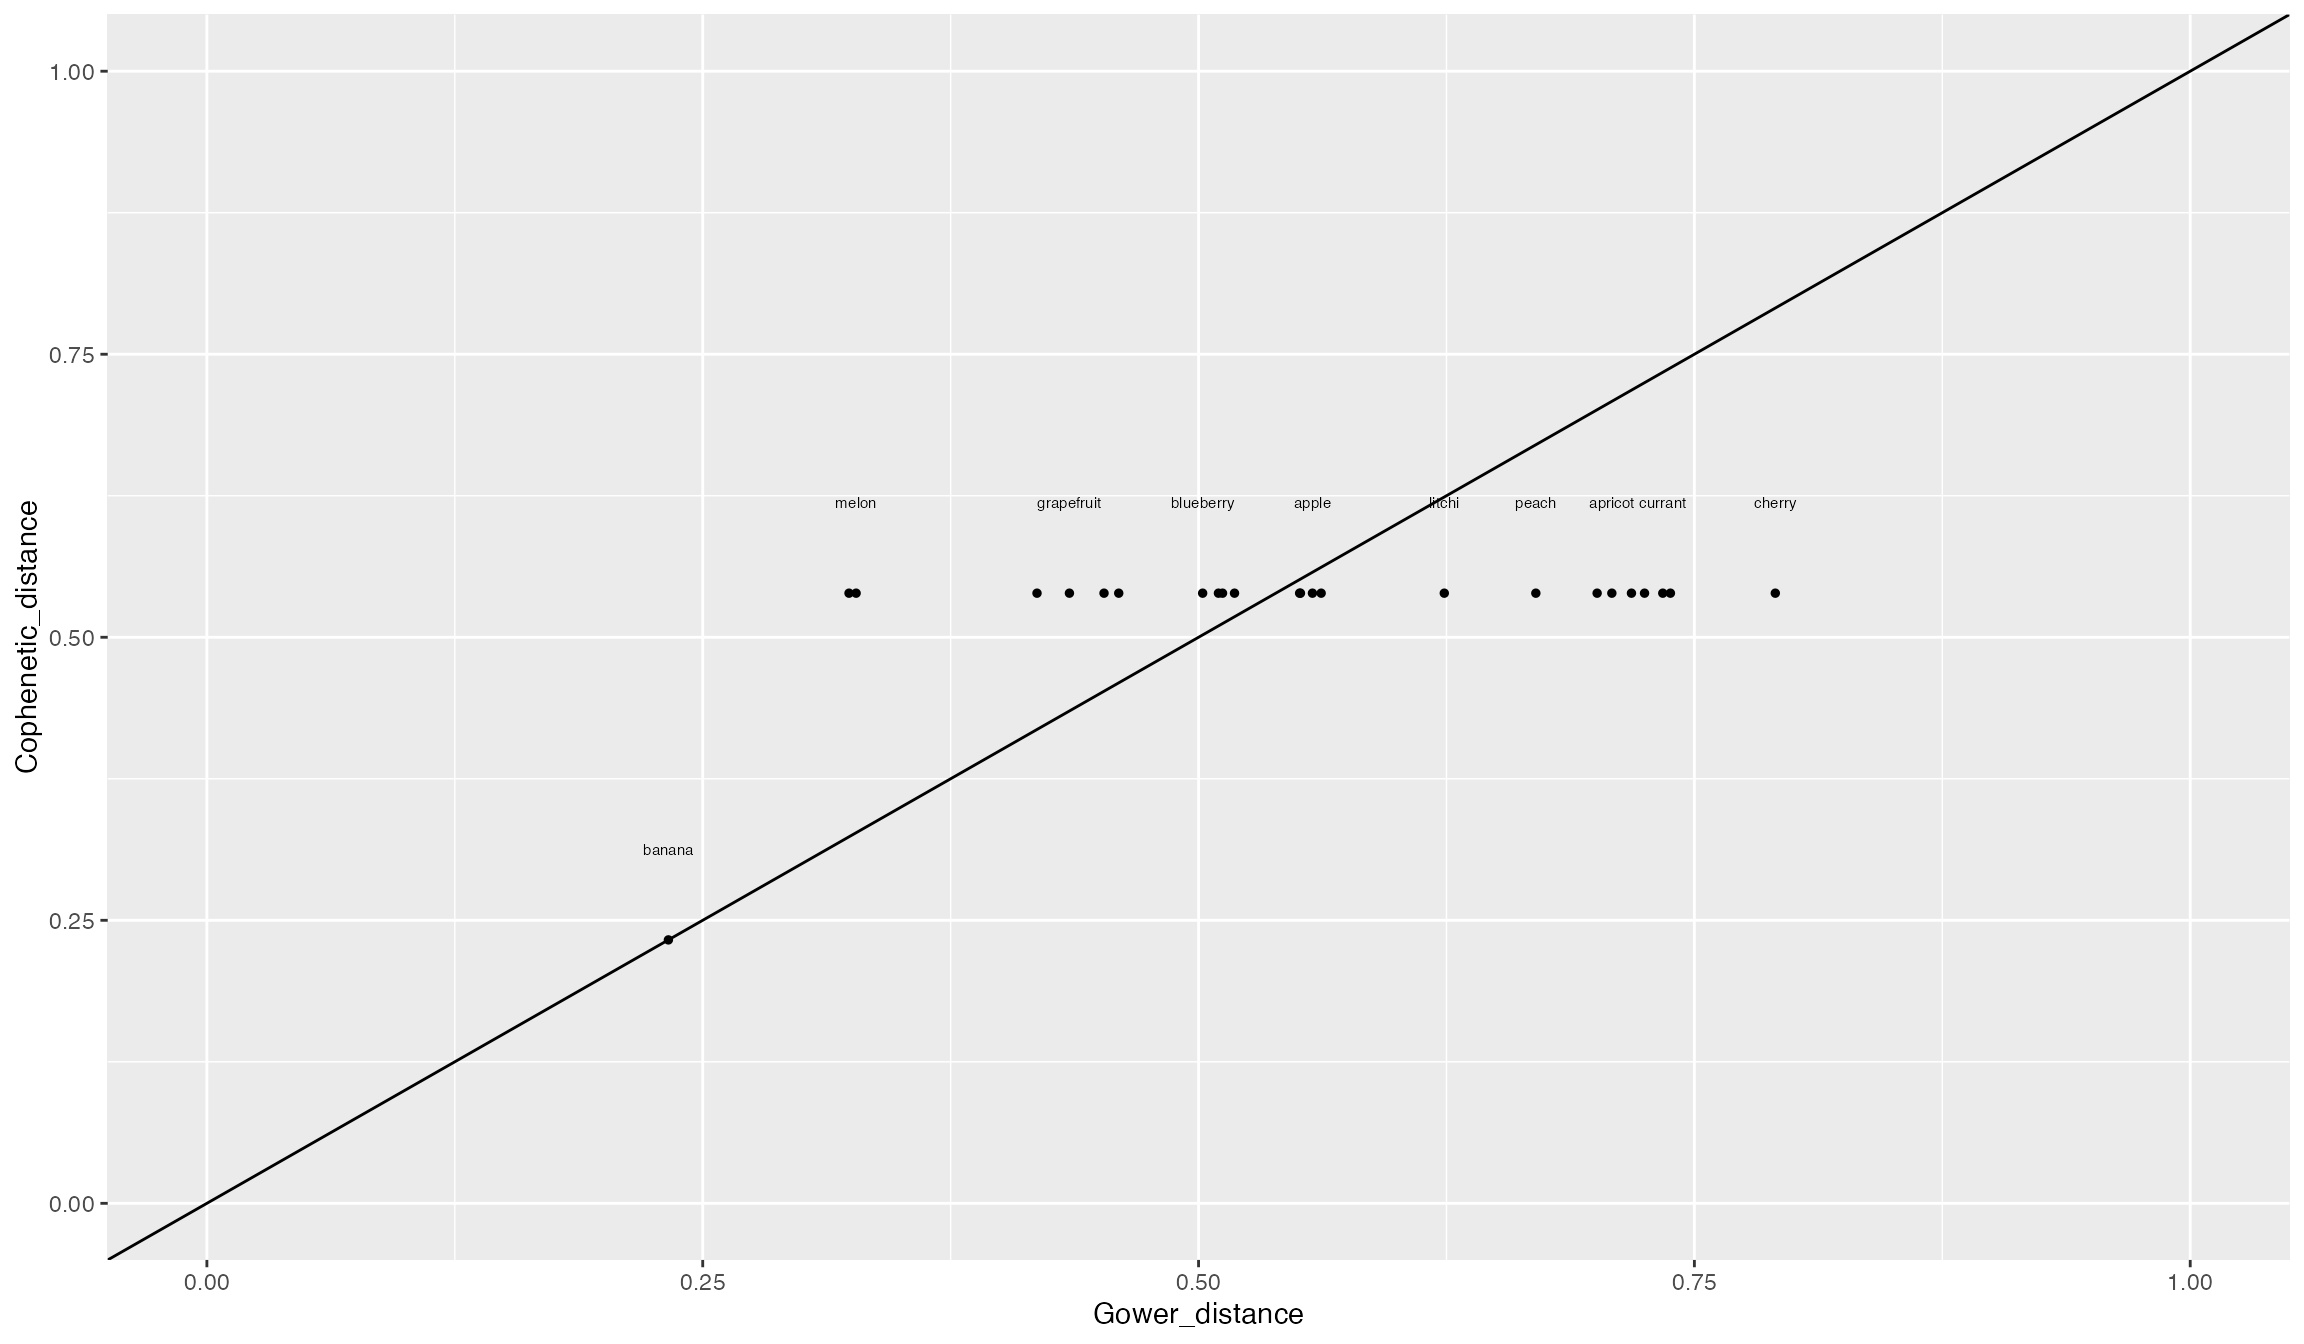 1.00
0.75
0.50
0.25
0.00
Cophenetic_distance
melon grapefruit blueberry apple litchi peach apricot currant cherry
banana
0.00 0.25 0.50 0.75 1.00
Gower_distance